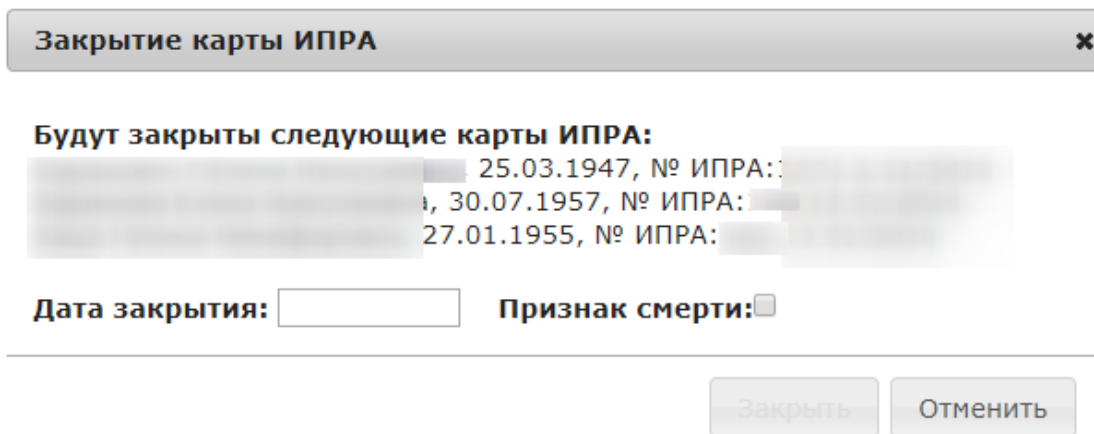 Закрытие карты ИПРА
Будут закрыты следующие карты ИПРА:
25.03.1947, № ИПРА:
, 30.07.1957, № ИПРА:
27.01.1955, № ИПРА:
Дата закрытия: Признак смерти:
Закрыть Отменить